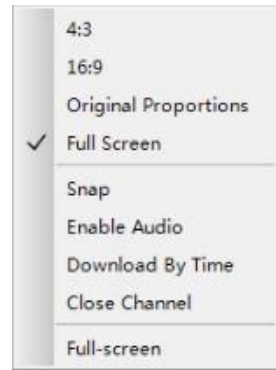 4:3
16:9
Original Proportions
Full Screen
Snap
Enable Audio
Download By Time
Close Channel
Full-screen